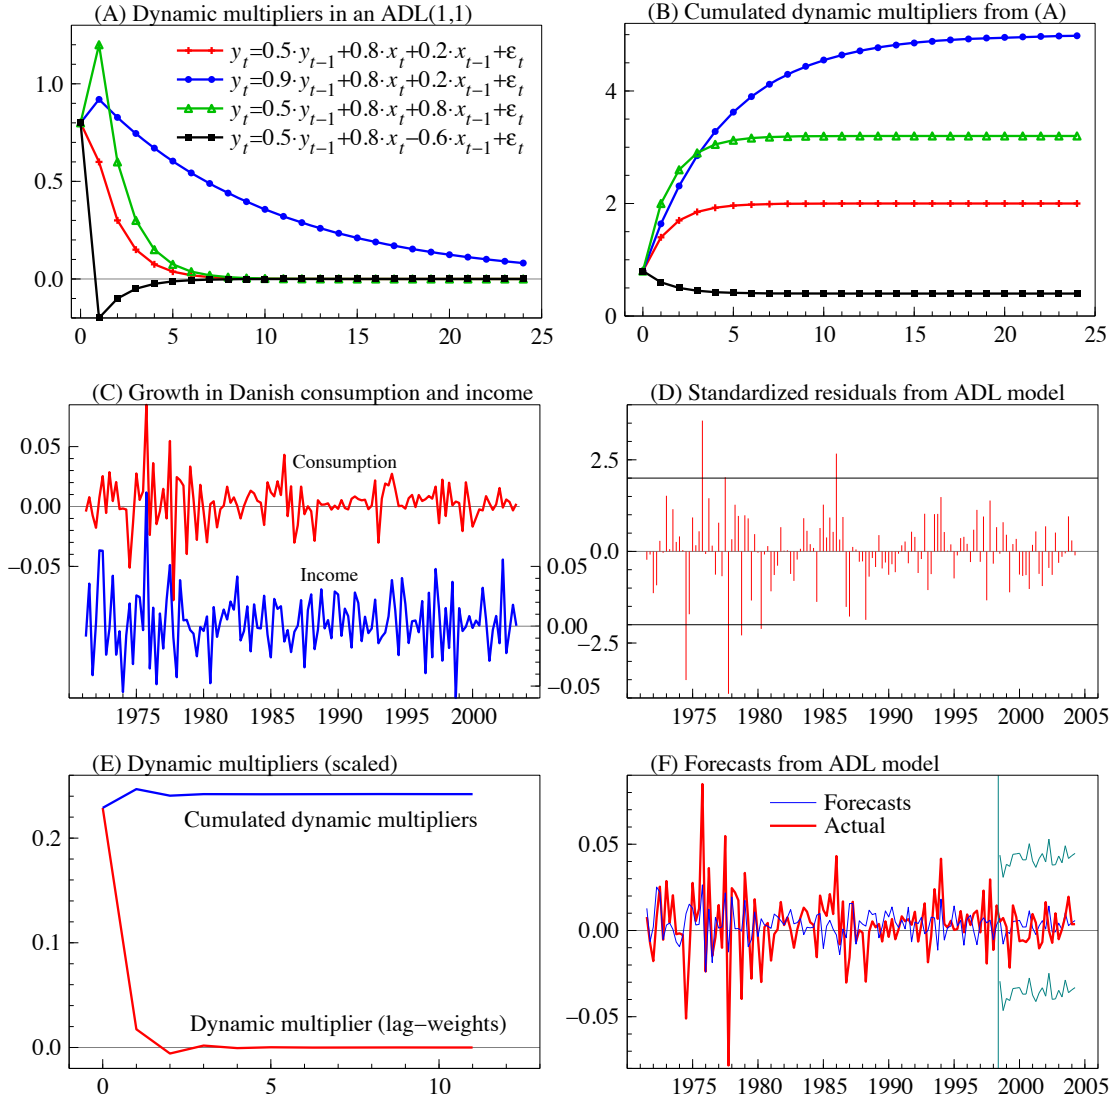 (A) Dynamic multipliers in an ADL(1,1)
y_t=0.5·y_{t−1}+0.8·x_t+0.2·x_{t−1}+ε_t
y_t=0.9·y_{t−1}+0.8·x_t+0.2·x_{t−1}+ε_t
y_t=0.5·y_{t−1}+0.8·x_t+0.8·x_{t−1}+ε_t
y_t=0.5·y_{t−1}+0.8·x_t−0.6·x_{t−1}+ε_t
1.0
0.5
0.0
0 5 10 15 20 25
(B) Cumulated dynamic multipliers from (A)
4
2
0
0 5 10 15 20 25
(C) Growth in Danish consumption and income
0.05
0.00
−0.05
Consumption
Income
0.05
0.00
−0.05
1975 1980 1985 1990 1995 2000
(D) Standardized residuals from ADL model
2.5
0.0
−2.5
1975 1980 1985 1990 1995 2000 2005
(E) Dynamic multipliers (scaled)
0.2
0.1
0.0
Cumulated dynamic multipliers
Dynamic multiplier (lag−weights)
0 5 10
(F) Forecasts from ADL model
Forecasts
Actual
0.05
0.00
−0.05
1975 1980 1985 1990 1995 2000 2005